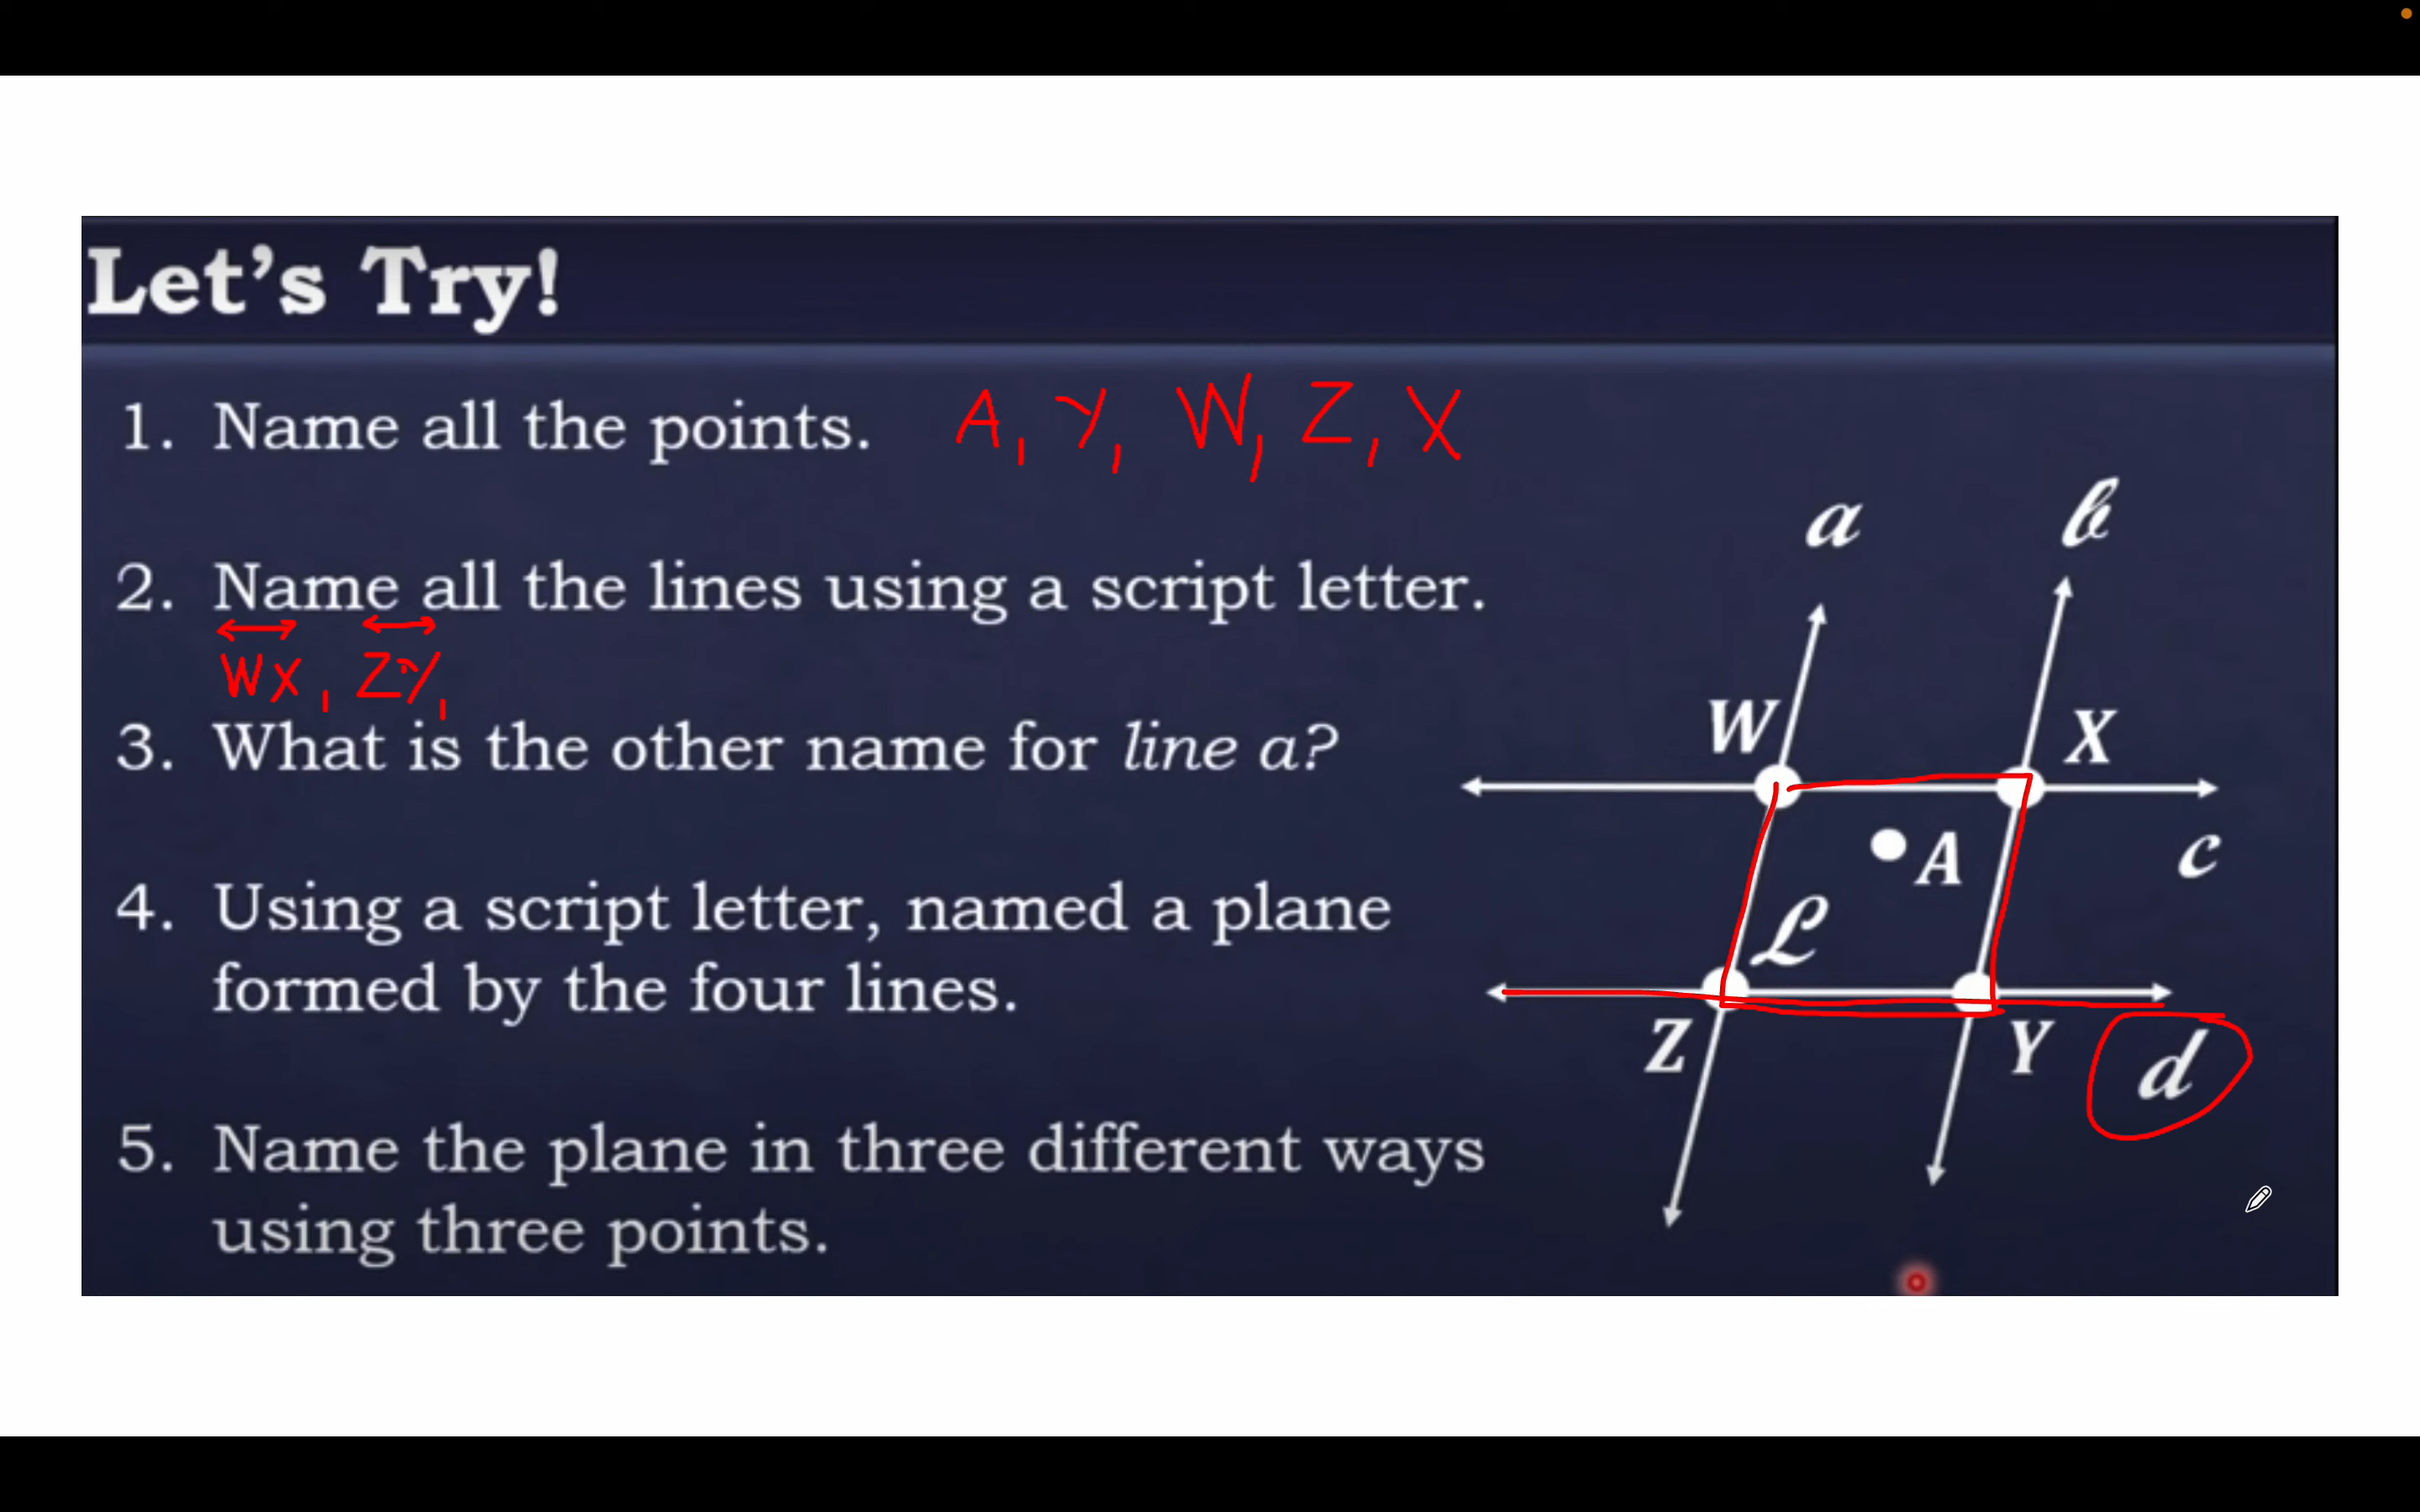 Let's Try!
1. Name all the points. A, Y, W, Z, X
2. Name all the lines using a script letter.
WX, ZY,
3. What is the other name for line a?
4. Using a script letter, named a plane
formed by the four lines.
5. Name the plane in three different ways
using three points.
a b
W X
A c
ℒ
Z Y d